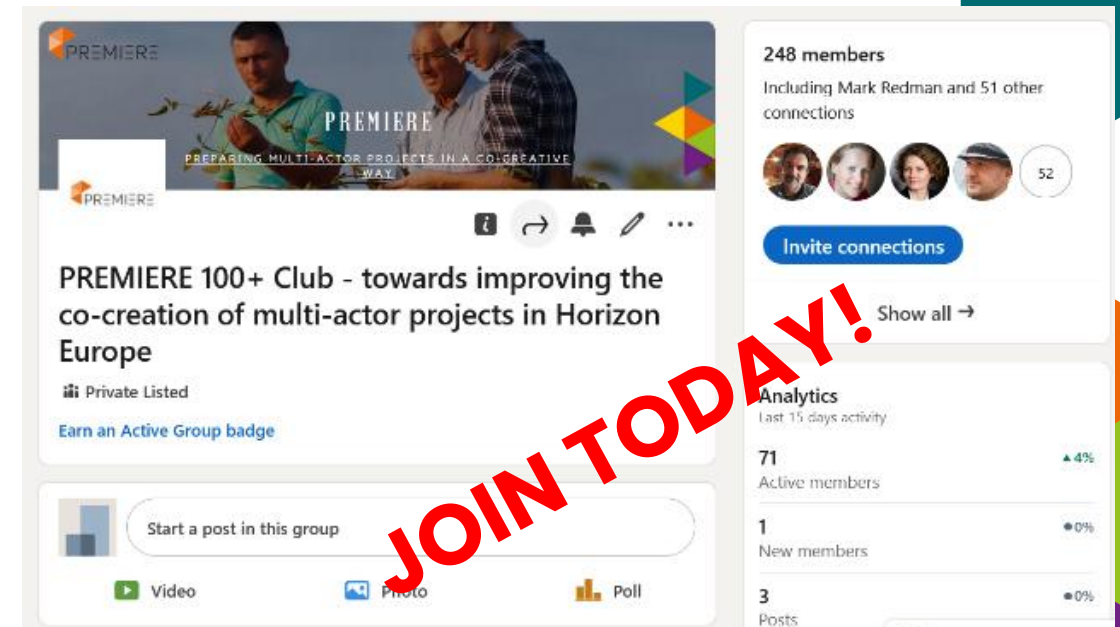 PREMIERE
PREMIERE
PREPARING MULTI-ACTOR PROJECTS IN A CO-CREATIVE
WAY
PREMIERE
PREMIERE 100+ Club - towards improving the
co-creation of multi-actor projects in Horizon
Europe
Private Listed
Earn an Active Group badge
Start a post in this group
Video
Photo
Poll
248 members
Including Mark Redman and 51 other
connections
52
Invite connections
Show all →
JOIN TODAY!
Analytics
Last 15 days activity
71
▲4%
Active members
1
●0%
New members
3
●0%
Posts